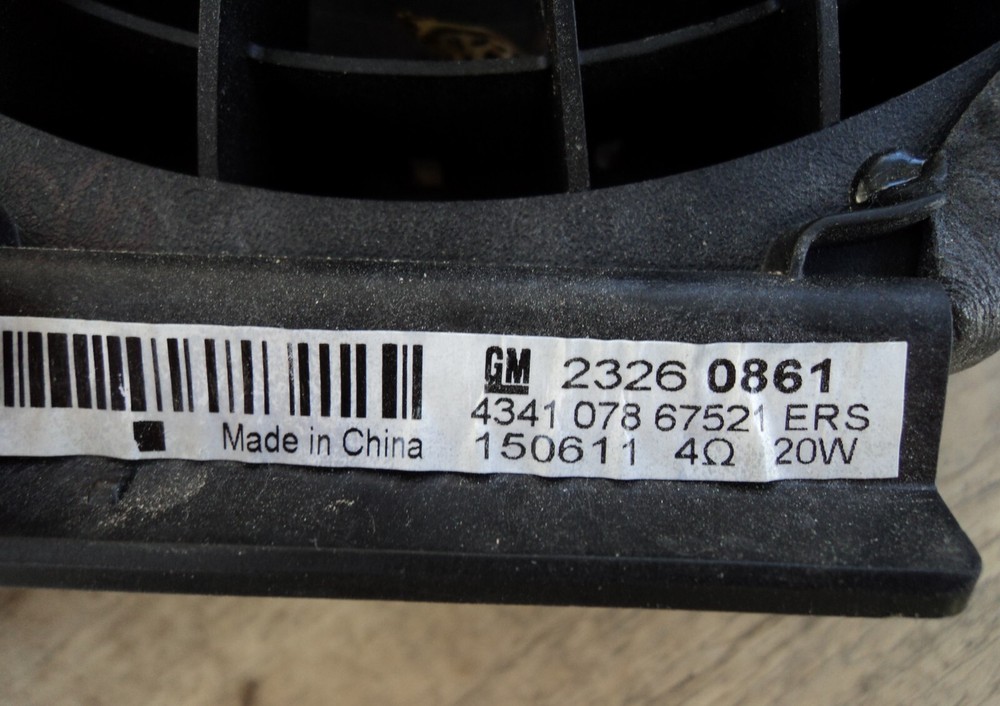 GM 2326 0861
4341 078 67521 ERS
Made in China 150611 4Ω 20W